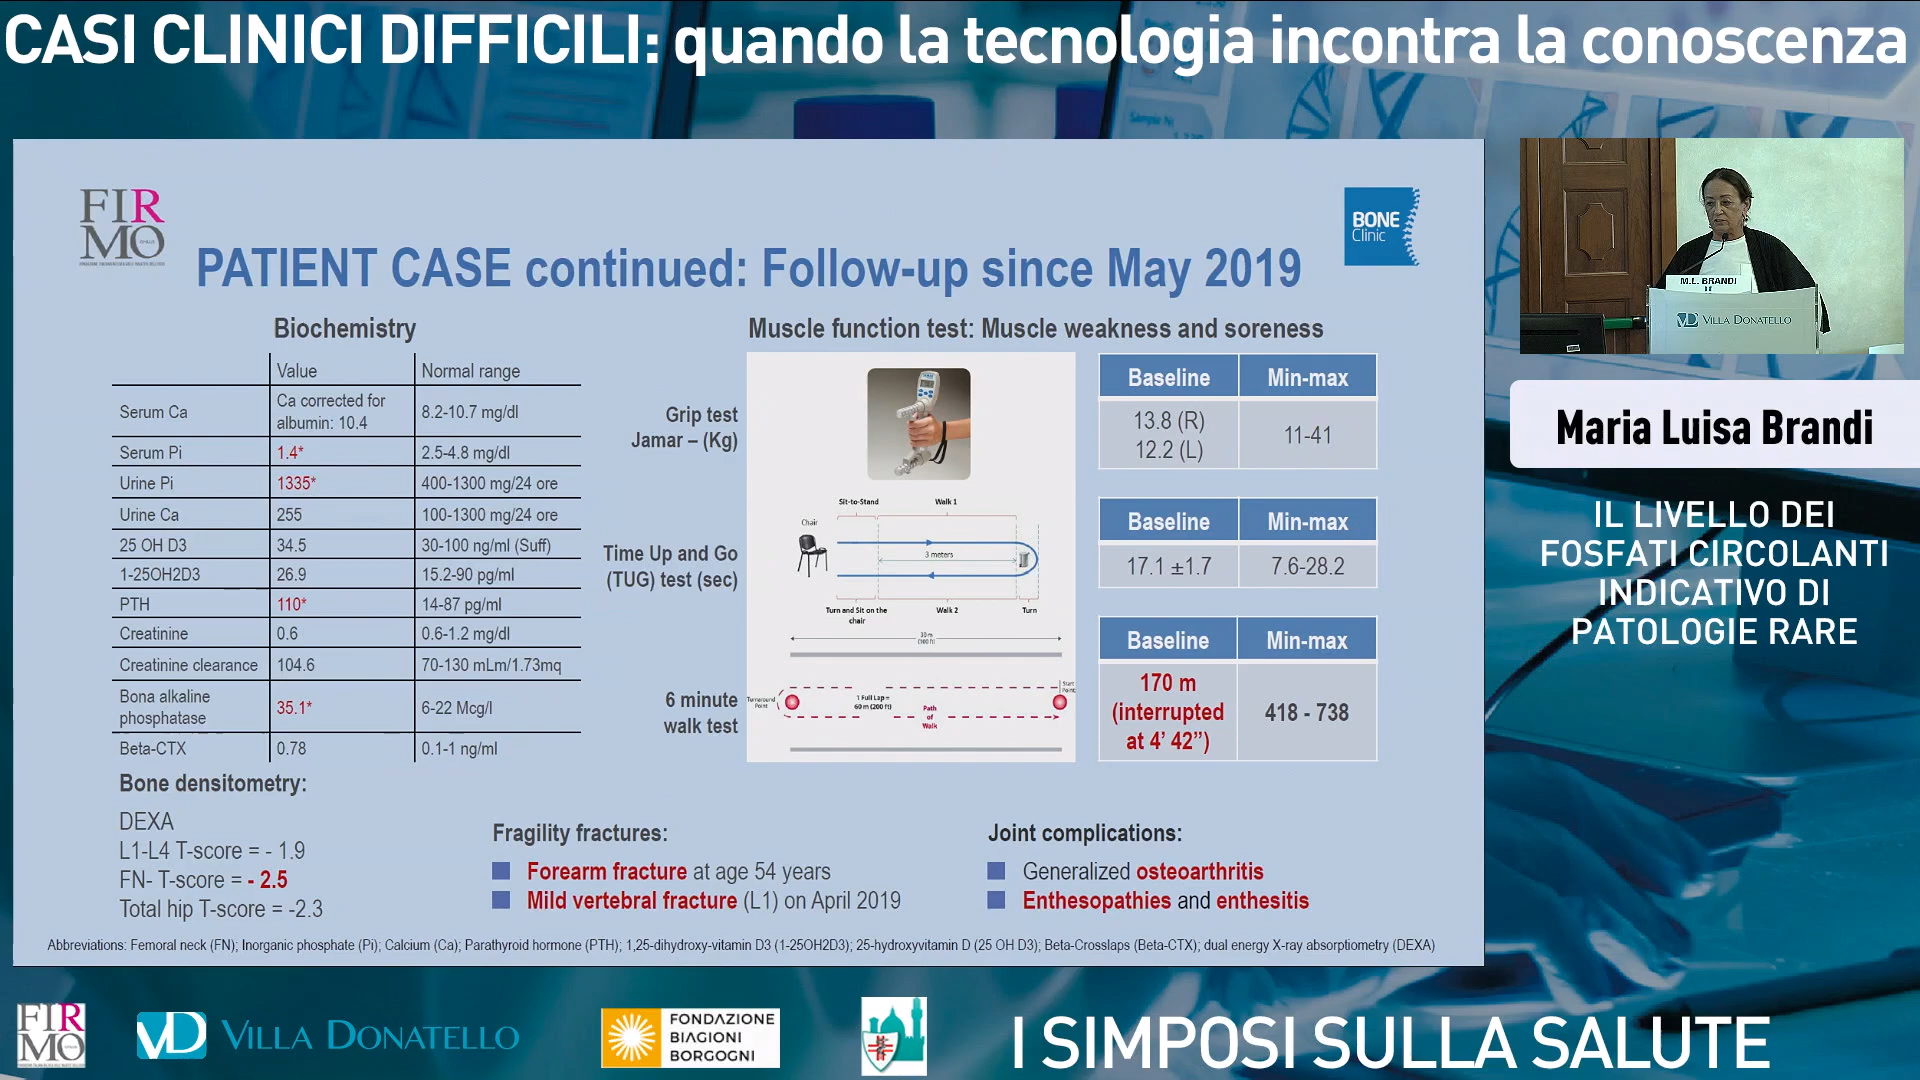 CASI CLINICI DIFFICILI: quando la tecnologia incontra la conoscenza
FIR
MO
BONE
Clinic
PATIENT CASE continued: Follow-up since May 2019
Biochemistry
Value Normal range
Serum Ca Ca corrected for albumin: 10.4 8.2-10.7 mg/dl
Serum Pi 1.4* 2.5-4.8 mg/dl
Urine Pi 1335* 400-1300 mg/24 ore
Urine Ca 255 100-1300 mg/24 ore
25 OH D3 34.5 30-100 ng/ml (Suff)
1-25OH2D3 26.9 15.2-90 pg/ml
PTH 110* 14-87 pg/ml
Creatinine 0.6 0.6-1.2 mg/dl
Creatinine clearance 104.6 70-130 mLm/1.73mq
Bona alkaline phosphatase 35.1* 6-22 Mcg/l
Beta-CTX 0.78 0.1-1 ng/ml
Muscle function test: Muscle weakness and soreness
Grip test
Jamar – (Kg)
Baseline Min-max
13.8 (R)
12.2 (L)
11-41
Time Up and Go
(TUG) test (sec)
Sit-to-Stand Walk 1
Chair
3 meters
Turn and Sit on the
chair
Walk 2 Turn
Baseline Min-max
17.1 ±1.7 7.6-28.2
6 minute
walk test
30 m
(100 ft)
Turnaround
Point
1 Full Lap =
60 m (200 ft)
Path
of
Walk
Start
Point
Baseline Min-max
170 m
(interrupted
at 4' 42")
418 - 738
Bone densitometry:
DEXA
L1-L4 T-score = - 1.9
FN- T-score = - 2.5
Total hip T-score = -2.3
Fragility fractures:
Forearm fracture at age 54 years
Mild vertebral fracture (L1) on April 2019
Joint complications:
Generalized osteoarthritis
Enthesopathies and enthesitis
Abbreviations: Femoral neck (FN); Inorganic phosphate (Pi); Calcium (Ca); Parathyroid hormone (PTH); 1,25-dihydroxy-vitamin D3 (1-25OH2D3); 25-hydroxyvitamin D (25 OH D3); Beta-Crosslaps (Beta-CTX); dual energy X-ray absorptiometry (DEXA)
M.L. BRANDI
VD VILLA DONATELLO
Maria Luisa Brandi
IL LIVELLO DEI
FOSFATI CIRCOLANTI
INDICATIVO DI
PATOLOGIE RARE
FIR
MO
VD VILLA DONATELLO
FONDAZIONE
BIAGIONI
BORGOGNI
I SIMPOSI SULLA SALUTE